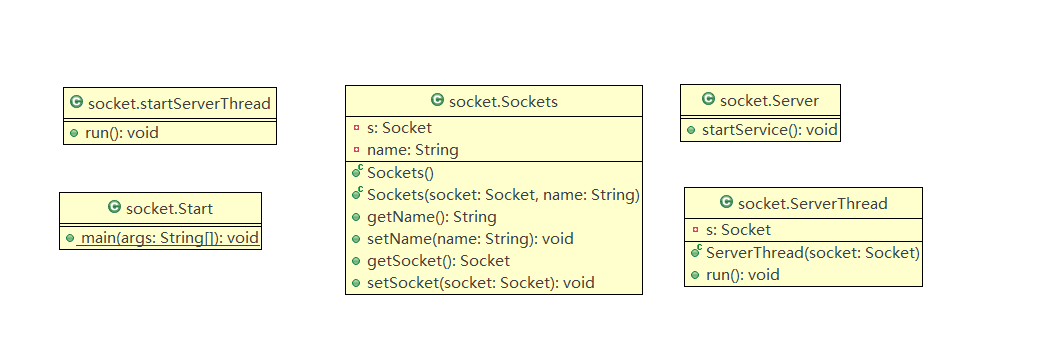 socket.startServerThread
run(): void
socket.Start
main(args: String[]): void
socket.Sockets
s: Socket
name: String
Sockets()
Sockets(socket: Socket, name: String)
getName(): String
setName(name: String): void
getSocket(): Socket
setSocket(socket: Socket): void
socket.Server
startService(): void
socket.ServerThread
s: Socket
ServerThread(socket: Socket)
run(): void